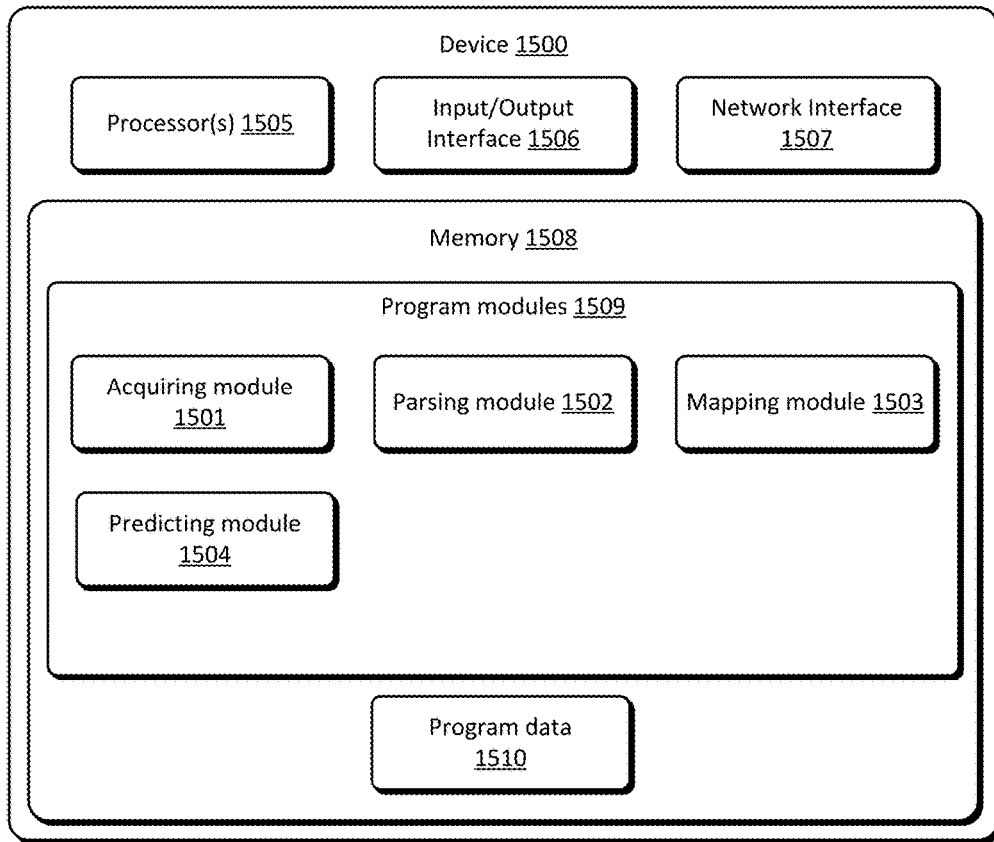 Device 1500
Processor(s) 1505
Input/Output
Interface 1506
Network Interface
1507
Memory 1508
Program modules 1509
Acquiring module
1501
Parsing module 1502
Mapping module 1503
Predicting module
1504
Program data
1510